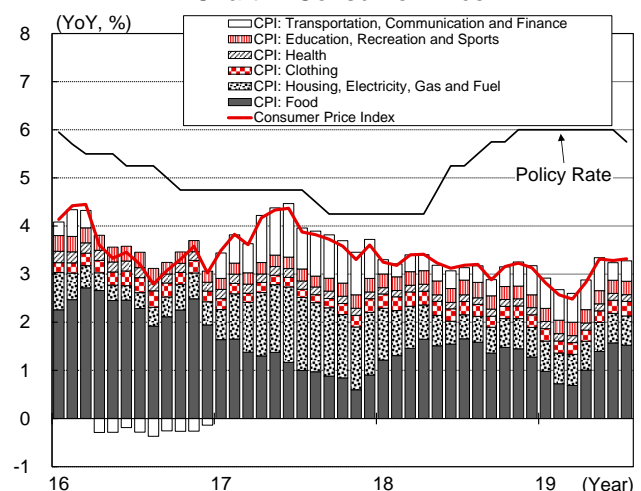 (YoY, %)
CPI: Transportation, Communication and Finance
CPI: Education, Recreation and Sports
CPI: Health
CPI: Clothing
CPI: Housing, Electricity, Gas and Fuel
CPI: Food
Consumer Price Index
Policy Rate
8
7
6
5
4
3
2
1
0
-1
16
17
18
19
(Year)